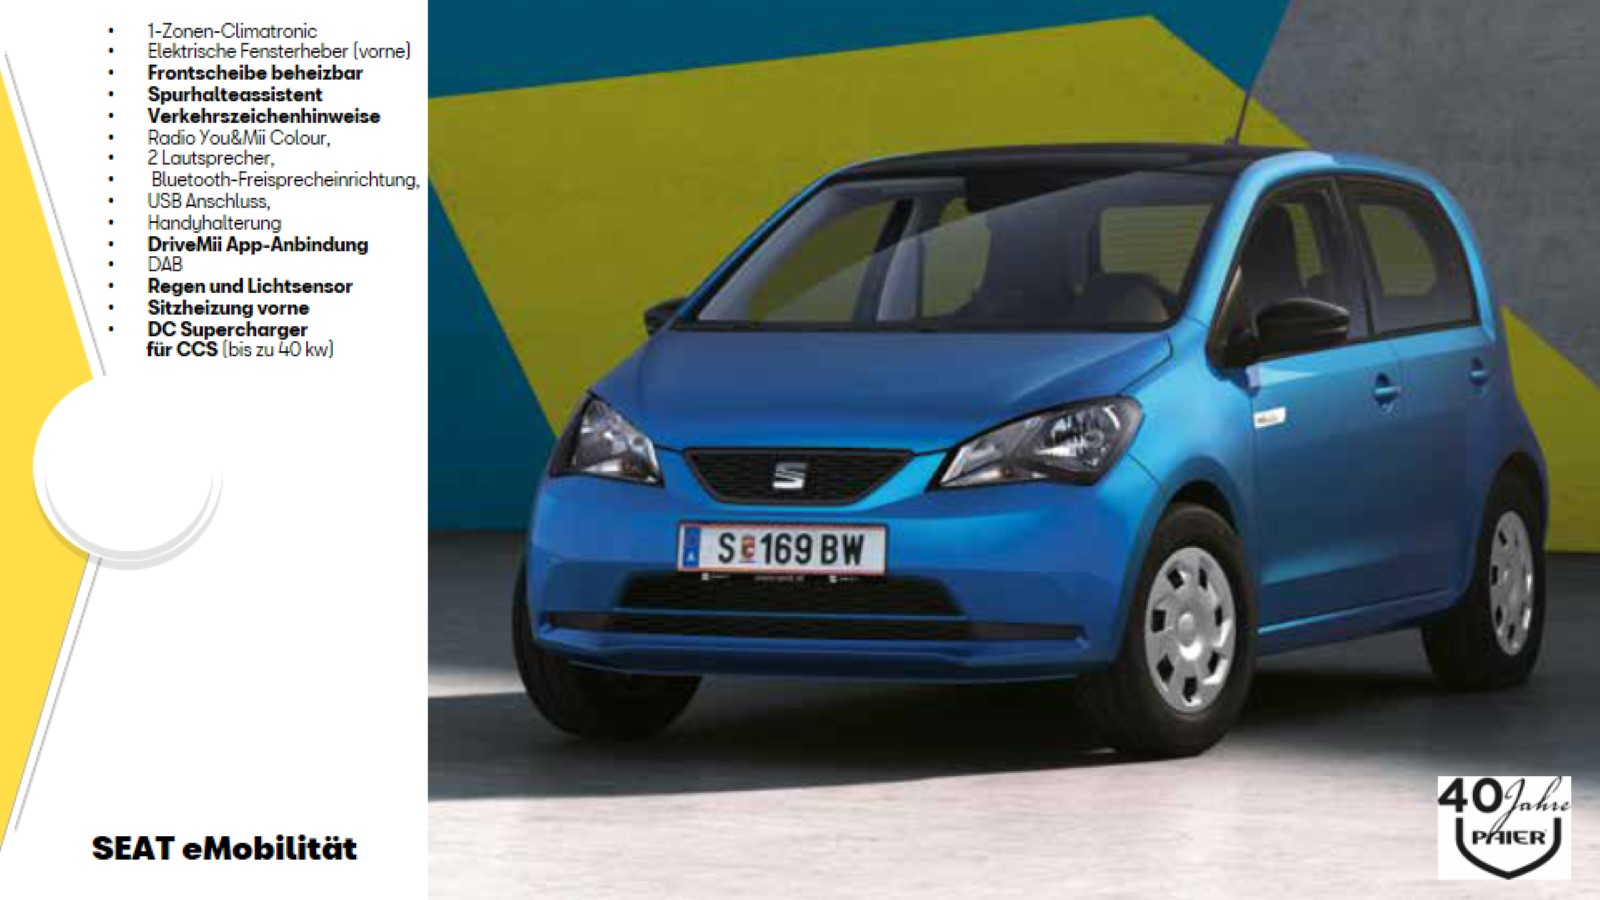 • 1-Zonen-Climatronic
• Elektrische Fensterheber (vorne)
• Frontscheibe beheizbar
• Spurhalteassistent
• Verkehrszeichenhinweise
• Radio You&Mii Colour,
• 2 Lautsprecher,
• Bluetooth-Freisprecheinrichtung,
• USB Anschluss,
• Handyhalterung
• DriveMii App-Anbindung
• DAB
• Regen und Lichtsensor
• Sitzheizung vorne
• DC Supercharger
für CCS (bis zu 40 kw)
S 169 BW
A
SEAT eMobilität
40 Jahre
PAIER